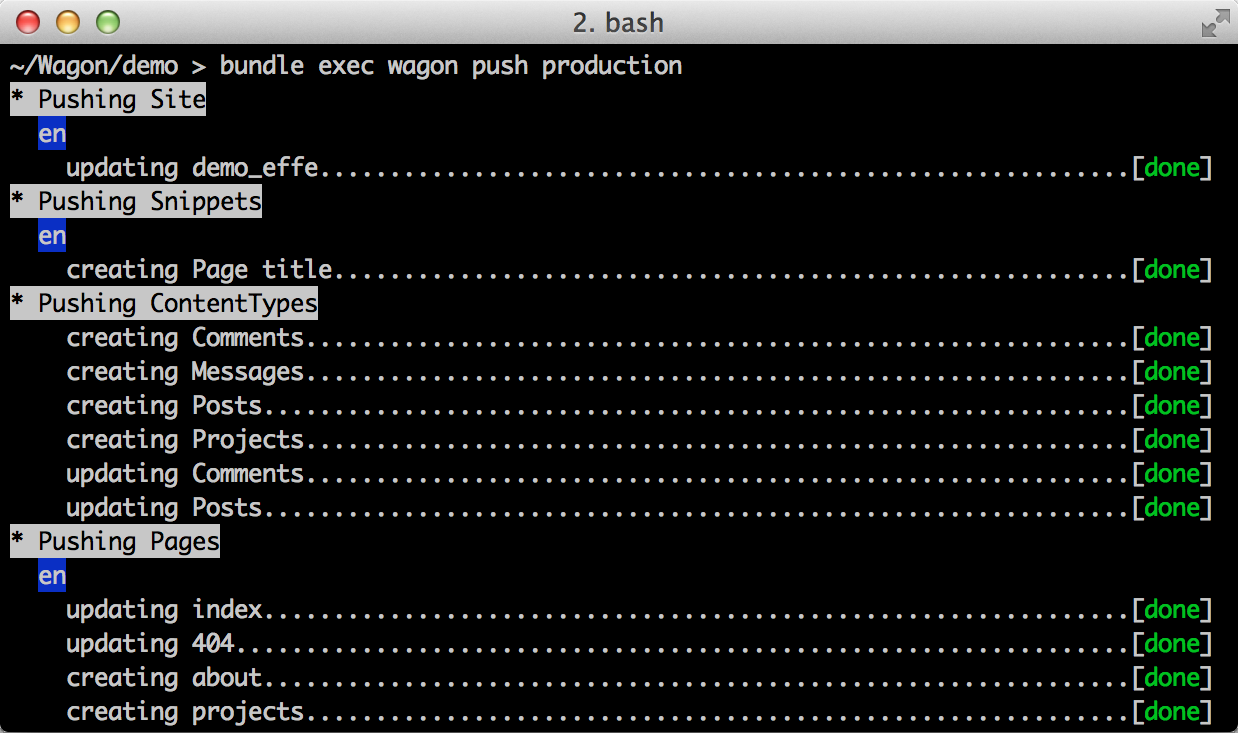 2. bash
~/Wagon/demo > bundle exec wagon push production
* Pushing Site
en
updating demo_effe..........................................................[done]
* Pushing Snippets
en
creating Page title.........................................................[done]
* Pushing ContentTypes
creating Comments...........................................................[done]
creating Messages...........................................................[done]
creating Posts..............................................................[done]
creating Projects...........................................................[done]
updating Comments...........................................................[done]
updating Posts..............................................................[done]
* Pushing Pages
en
updating index..............................................................[done]
updating 404................................................................[done]
creating about..............................................................[done]
creating projects...........................................................[done]